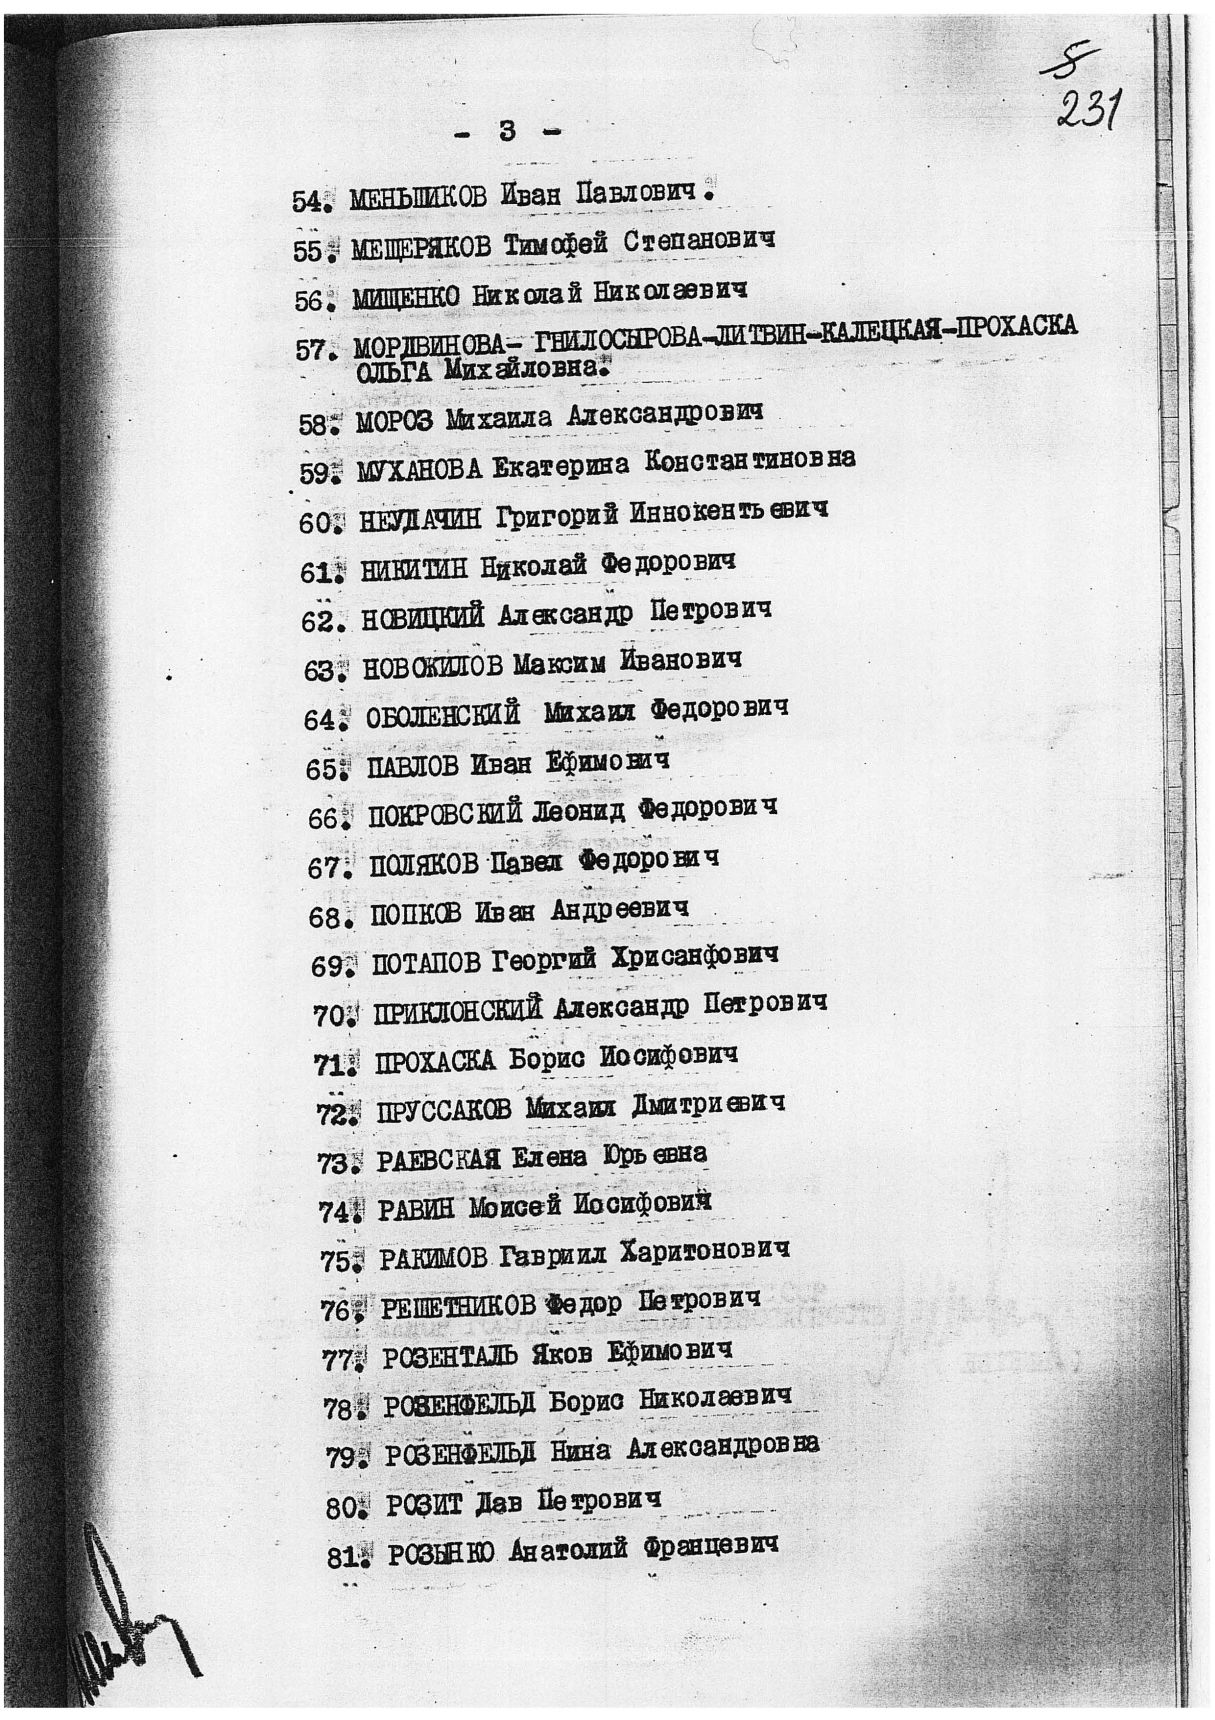 5
231
- 3 -
54. МЕНЬШИКОВ Иван Павлович.
55. МЕЩЕРЯКОВ Тимофей Степанович
56. МИЩЕНКО Николай Николаевич
57. МОРДВИНОВА- ГНИЛОСЫРОВА-ЛИТВИН-КАЛЕЦКАЯ-ПРОХАСКА
ОЛЬГА Михайловна.
58. МОРОЗ Михаила Александрович
59. МУХАНОВА Екатерина Константиновна
60. НЕУДАЧИН Григорий Иннокентьевич
61. НИКИТИН Николай Федорович
62. НОВИЦКИЙ Александр Петрович
63. НОВОЖИЛОВ Максим Иванович
64. ОБОЛЕНСКИЙ Михаил Федорович
65. ПАВЛОВ Иван Ефимович
66. ПОКРОВСКИЙ Леонид Федорович
67. ПОЛЯКОВ Павел Федорович
68. ПОПКОВ Иван Андреевич
69. ПОТАПОВ Георгий Хрисанфович
70. ПРИКЛОНСКИЙ Александр Петрович
71. ПРОХАСКА Борис Иосифович
72. ПРУССАКОВ Михаил Дмитриевич
73. РАЕВСКАЯ Елена Юрьевна
74. РАВИН Моисей Иосифович
75. РАКИМОВ Гавриил Харитонович
76. РЕШЕТНИКОВ Федор Петрович
77. РОЗЕНТАЛЬ Яков Ефимович
78. РОЗЕНФЕЛЬД Борис Николаевич
79. РОЗЕНФЕЛЬД Нина Александровна
80. РОЗИТ Дав Петрович
81. РОЗЫНКО Анатолий Францевич